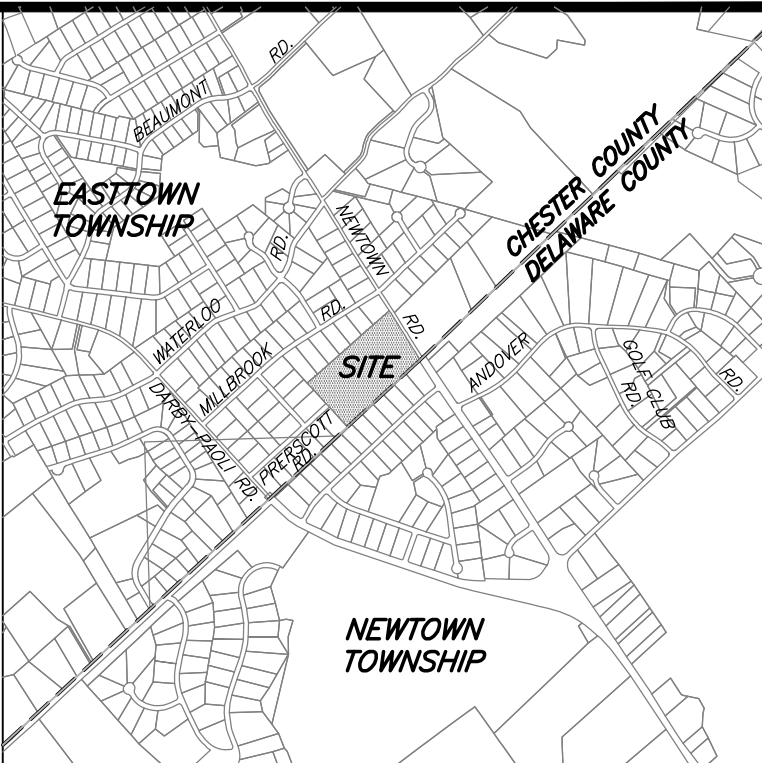 RD.
BEAUMONT
CHESTER COUNTY
DELAWARE COUNTY
EASTTOWN
TOWNSHIP
NEWTOWN
RD.
RD.
WATERLOO
RD.
MILLBROOK
RD.
SITE
ANDOVER
GOLF CLUB
RD.
RD.
DARBY-PAOLI RD.
PRERSCOTT
RD.
NEWTOWN
TOWNSHIP